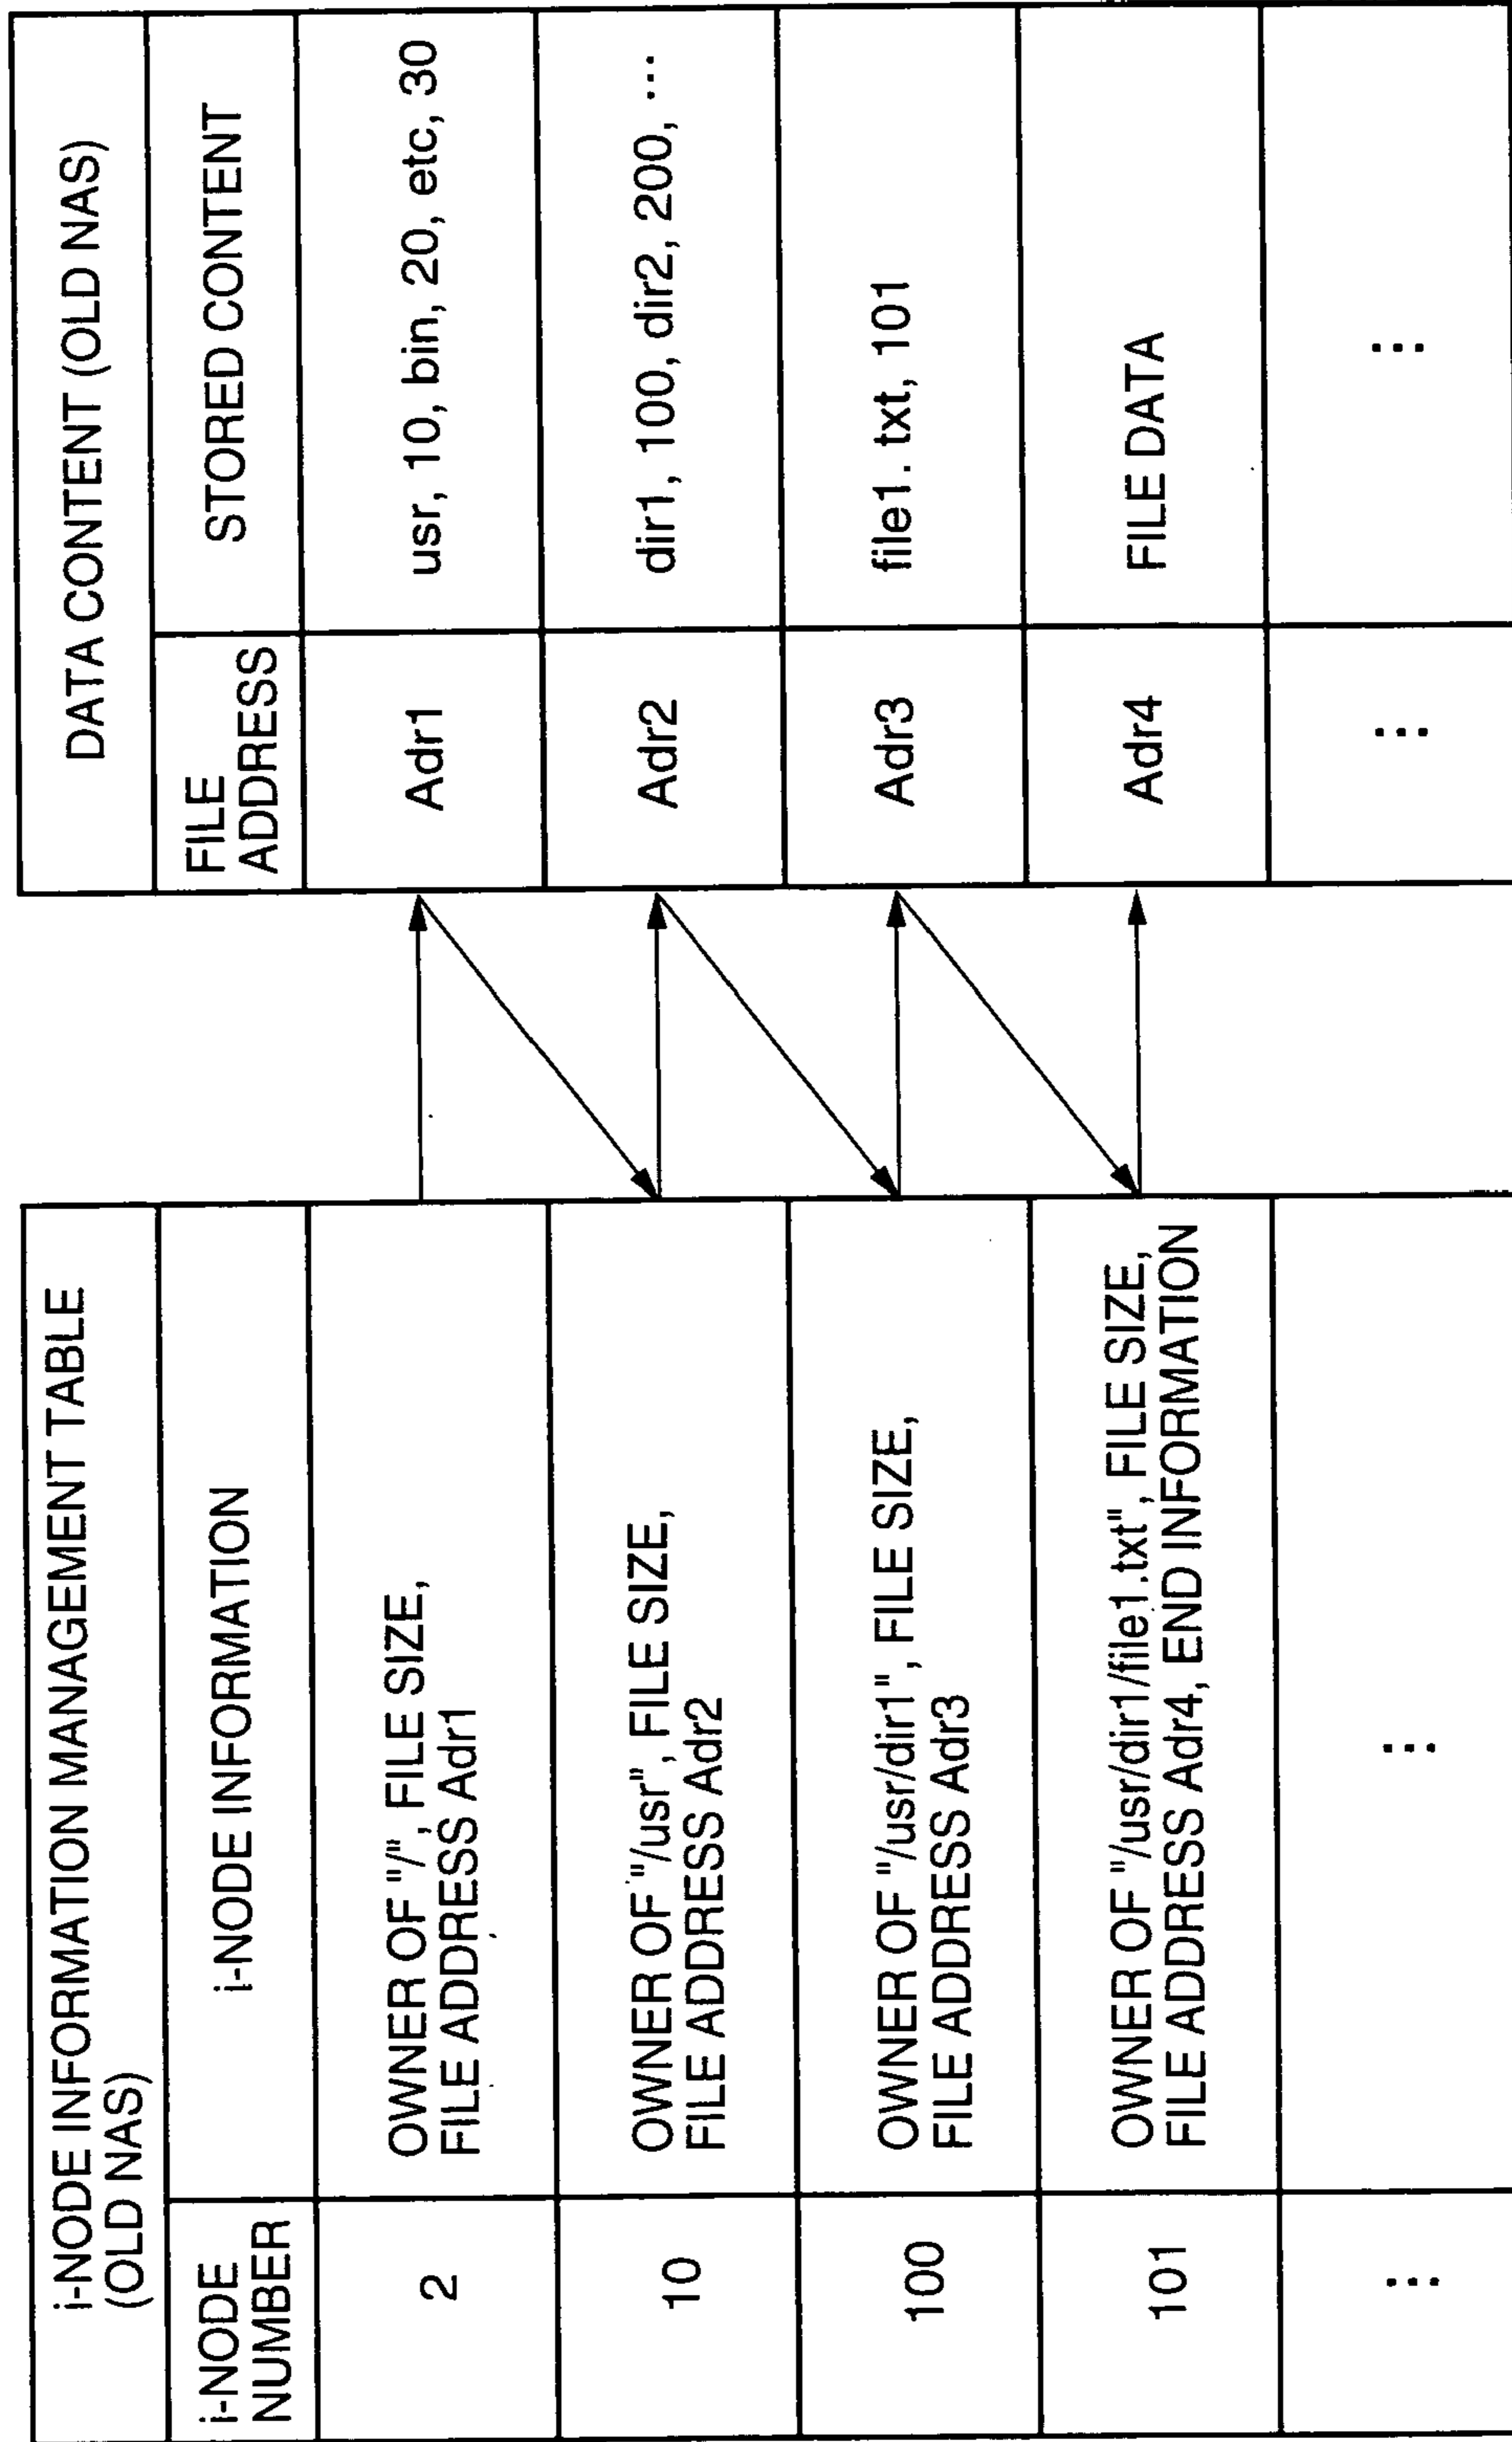 i-NODE INFORMATION MANAGEMENT TABLE
(OLD NAS)
i-NODE
NUMBER
i-NODE INFORMATION
2
OWNER OF "/", FILE SIZE,
FILE ADDRESS Adr1
10
OWNER OF "/usr", FILE SIZE,
FILE ADDRESS Adr2
100
OWNER OF "/usr/dir1", FILE SIZE,
FILE ADDRESS Adr3
101
OWNER OF "/usr/dir1/file1.txt", FILE SIZE,
FILE ADDRESS Adr4, END INFORMATION
...
...
DATA CONTENT (OLD NAS)
FILE
ADDRESS
STORED CONTENT
Adr1
usr, 10, bin, 20, etc, 30
Adr2
dir1, 100, dir2, 200, ...
Adr3
file1. txt, 101
Adr4
FILE DATA
...
...